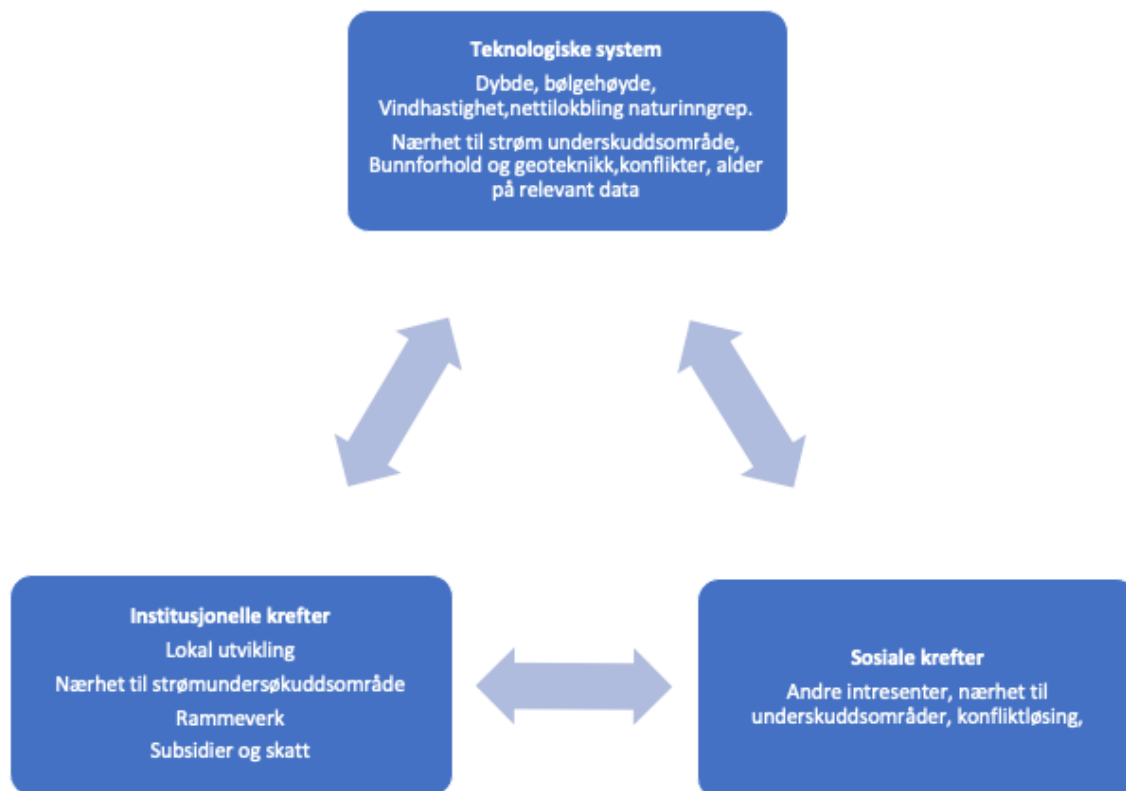 Teknologiske system
Dybde, bølgehøyde,
Vindhastighet,nettilokbling naturinngrep.
Nærhet til strøm underskuddsområde,
Bunnforhold og geoteknikk,konflikter, alder
på relevant data
Institusjonelle krefter
Lokal utvikling
Nærhet til strømundersøkuddsområde
Rammeverk
Subsidier og skatt
Sosiale krefter
Andre intresenter, nærhet til
underskuddsområder, konfliktløsing,